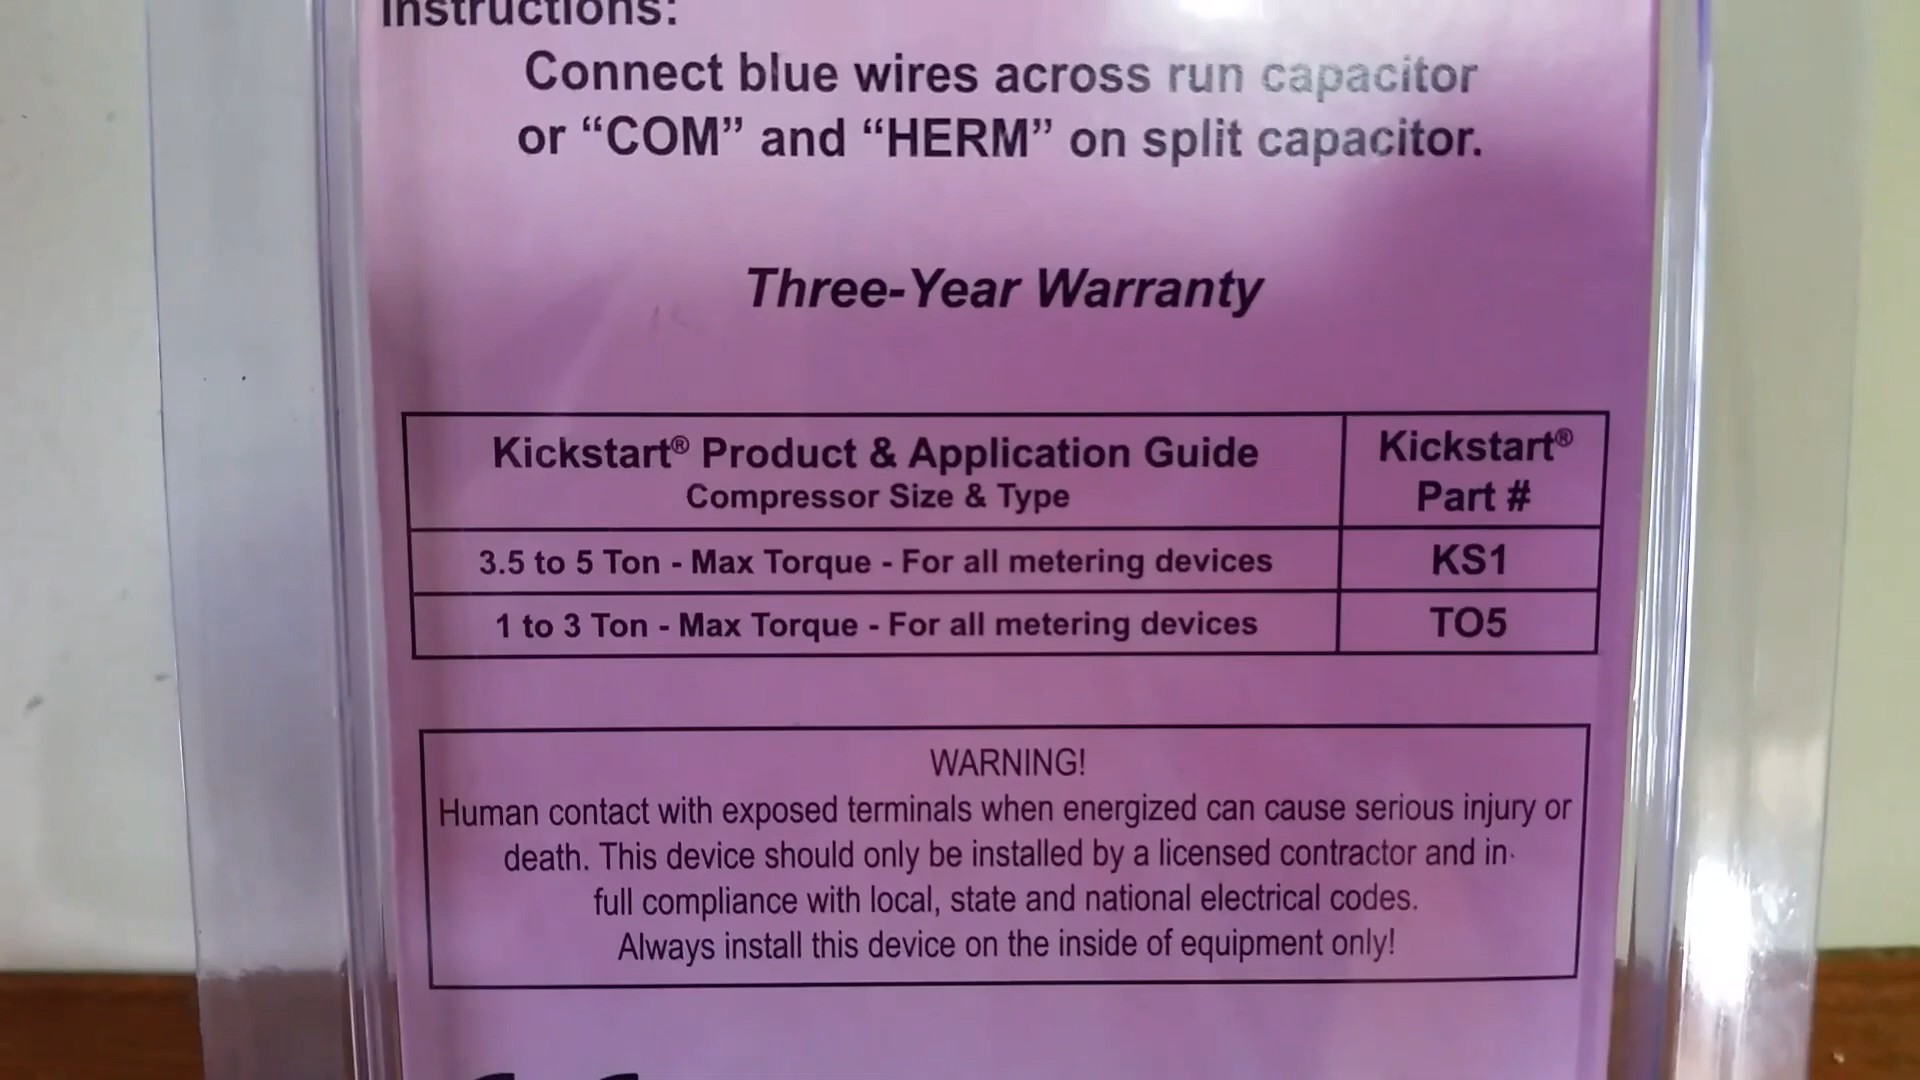 Instructions:
Connect blue wires across run capacitor
or “COM” and “HERM” on split capacitor.
Three-Year Warranty
Kickstart® Product & Application Guide
Compressor Size & Type
Kickstart®
Part #
3.5 to 5 Ton - Max Torque - For all metering devices
KS1
1 to 3 Ton - Max Torque - For all metering devices
TO5
WARNING!
Human contact with exposed terminals when energized can cause serious injury or
death. This device should only be installed by a licensed contractor and in
full compliance with local, state and national electrical codes.
Always install this device on the inside of equipment only!